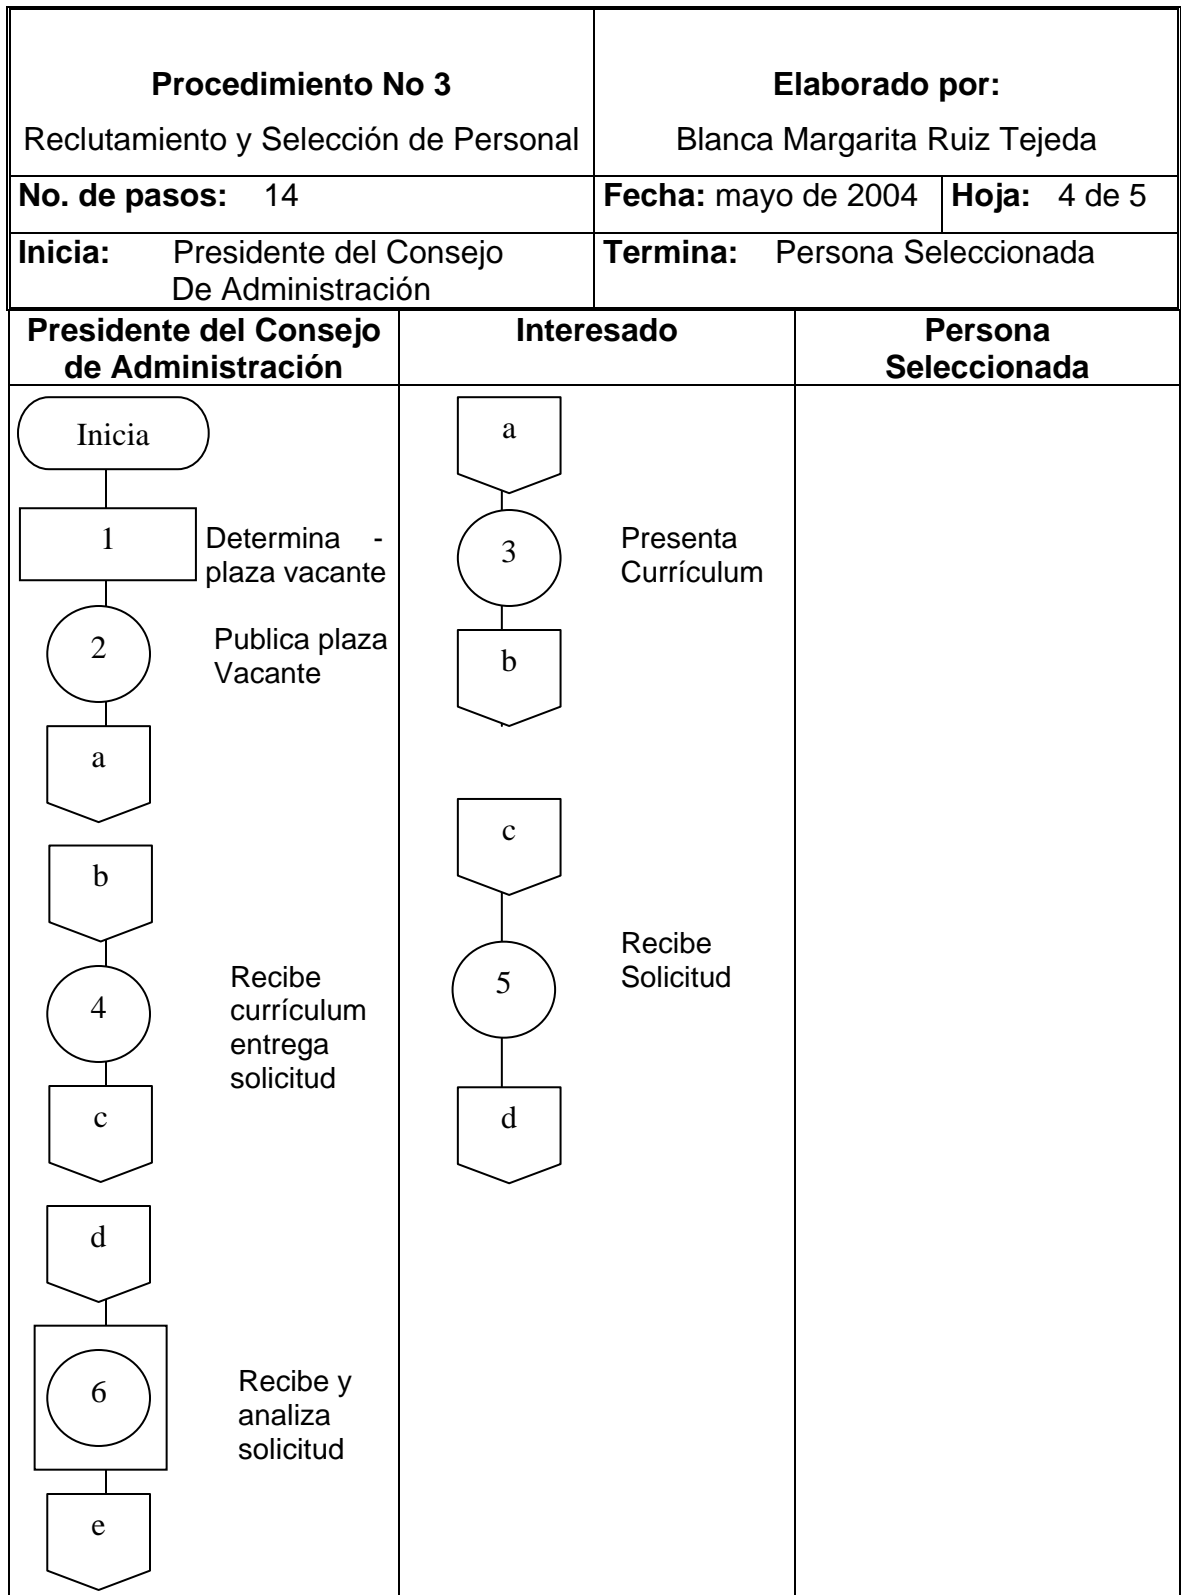 Procedimiento No 3
Reclutamiento y Selección de Personal
Elaborado por:
Blanca Margarita Ruiz Tejeda
No. de pasos: 14
Fecha: mayo de 2004
Hoja: 4 de 5
Inicia: Presidente del Consejo
De Administración
Termina: Persona Seleccionada
Presidente del Consejo
de Administración
Interesado
Persona
Seleccionada
Inicia
1
Determina -
plaza vacante
2
Publica plaza
Vacante
a
b
4
Recibe
currículum
entrega
solicitud
c
d
6
Recibe y
analiza
solicitud
e
a
3
Presenta
Currículum
b
c
5
Recibe
Solicitud
d